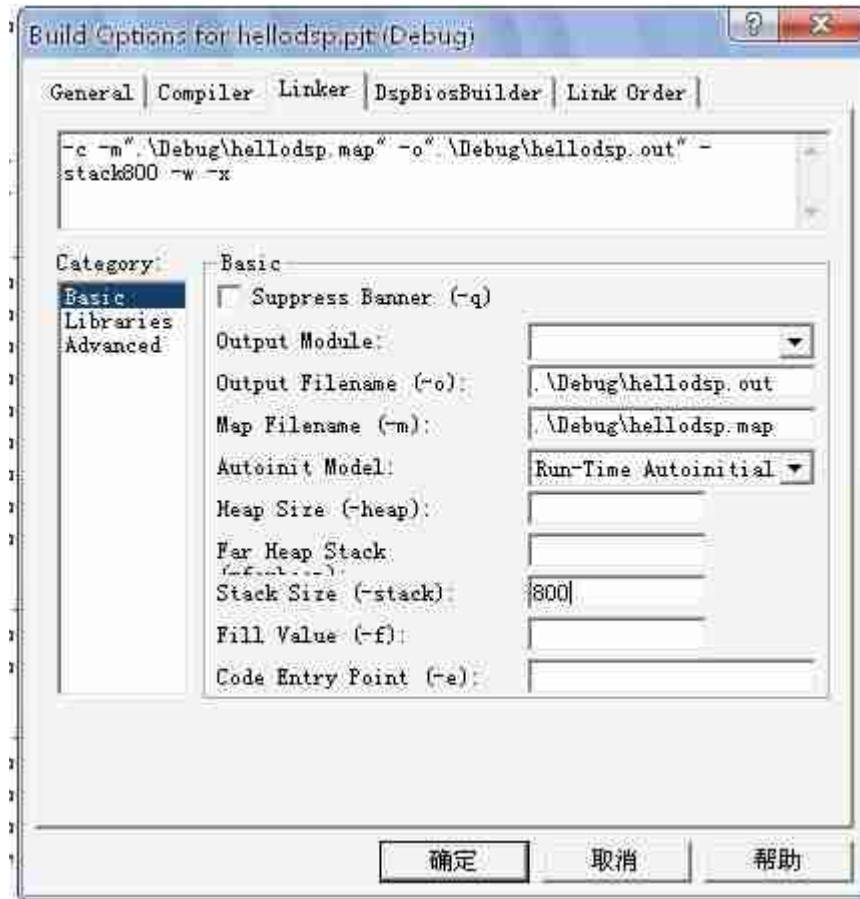 Build Options for hellodsp.pjt (Debug)
General Compiler Linker DspBiosBuilder Link Order
-c -m".\Debug\hellodsp.map" -o".\Debug\hellodsp.out" -
stack800 -w -x
Category:
Basic
Libraries
Advanced
Basic
Suppress Banner (-q)
Output Module:
Output Filename (-o): .\Debug\hellodsp.out
Map Filename (-m): .\Debug\hellodsp.map
Autoinit Model: Run-Time Autoinitial
Heap Size (-heap):
Far Heap Stack
Stack Size (-stack): 800
Fill Value (-f):
Code Entry Point (-e):
确定 取消 帮助